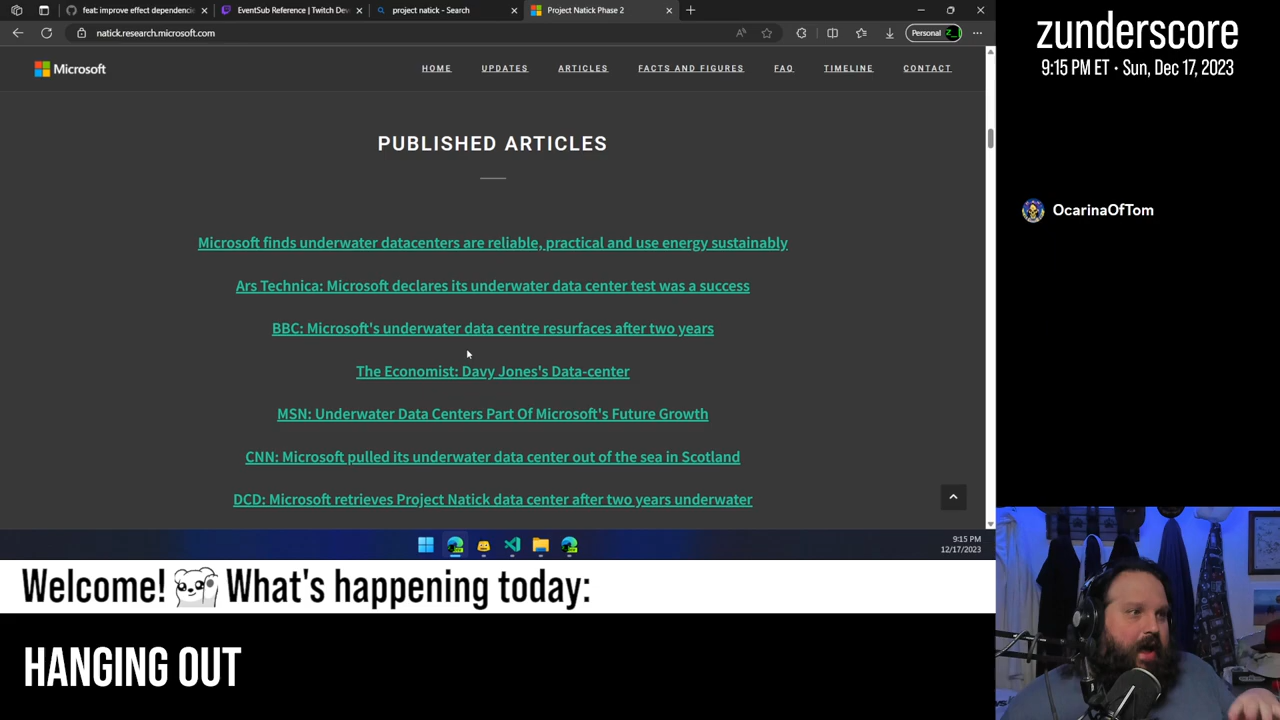 feat: improve effect dependenci
EventSub Reference | Twitch De
project natick - Search
Project Natick Phase 2
natick.research.microsoft.com
Personal
Microsoft
HOME
UPDATES
ARTICLES
FACTS AND FIGURES
FAQ
TIMELINE
CONTACT
PUBLISHED ARTICLES
Microsoft finds underwater datacenters are reliable, practical and use energy sustainably
Ars Technica: Microsoft declares its underwater data center test was a success
BBC: Microsoft's underwater data centre resurfaces after two years
The Economist: Davy Jones's Data-center
MSN: Underwater Data Centers Part Of Microsoft's Future Growth
CNN: Microsoft pulled its underwater data center out of the sea in Scotland
DCD: Microsoft retrieves Project Natick data center after two years underwater
9:15 PM
12/17/2023
zunderscore
9:15 PM ET • Sun, Dec 17, 2023
OcarinaOfTom
Welcome! What's happening today:
HANGING OUT